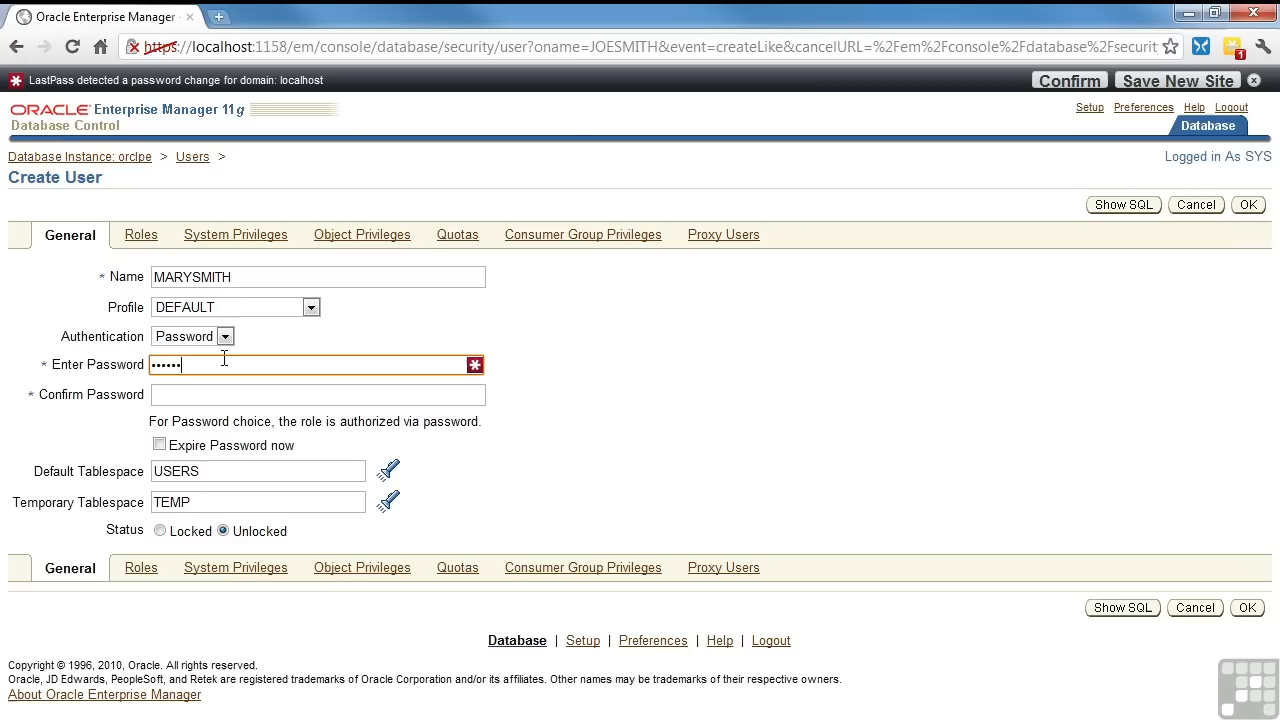 Oracle Enterprise Manager -
https://localhost:1158/em/console/database/security/user?oname=JOESMITH&event=createLike&cancelURL=%2Fem%2Fconsole%2Fdatabase%2Fsecurit
LastPass detected a password change for domain: localhost Confirm Save New Site
1
ORACLE Enterprise Manager 11g
Database Control
Setup Preferences Help Logout
Database
Database Instance: orclpe > Users >
Logged in As SYS
Create User
Show SQL Cancel OK
General Roles System Privileges Object Privileges Quotas Consumer Group Privileges Proxy Users
* Name MARYSMITH
Profile DEFAULT
Authentication Password
* Enter Password ••••••
* Confirm Password
For Password choice, the role is authorized via password.
Expire Password now
Default Tablespace USERS
Temporary Tablespace TEMP
Status Locked Unlocked
General Roles System Privileges Object Privileges Quotas Consumer Group Privileges Proxy Users
Show SQL Cancel OK
Database | Setup | Preferences | Help | Logout
Copyright © 1996, 2010, Oracle. All rights reserved.
Oracle, JD Edwards, PeopleSoft, and Retek are registered trademarks of Oracle Corporation and/or its affiliates. Other names may be trademarks of their respective owners.
About Oracle Enterprise Manager